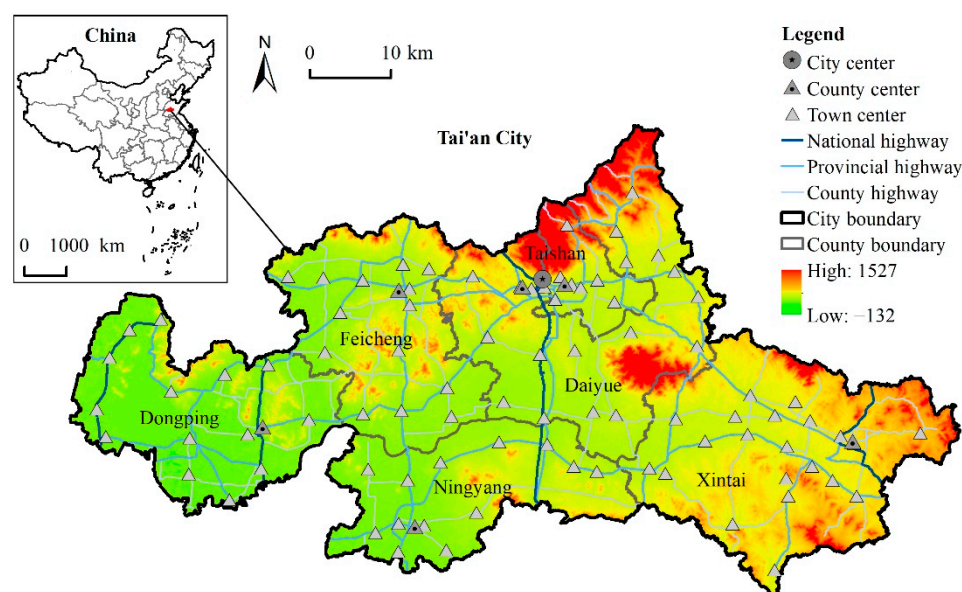 China
N
0 10 km
Legend
City center
County center
Town center
National highway
Provincial highway
County highway
City boundary
County boundary
High: 1527
Low: −132
Tai'an City
0 1000 km
Taishan
Feicheng
Daiyue
Dongping
Ningyang
Xintai